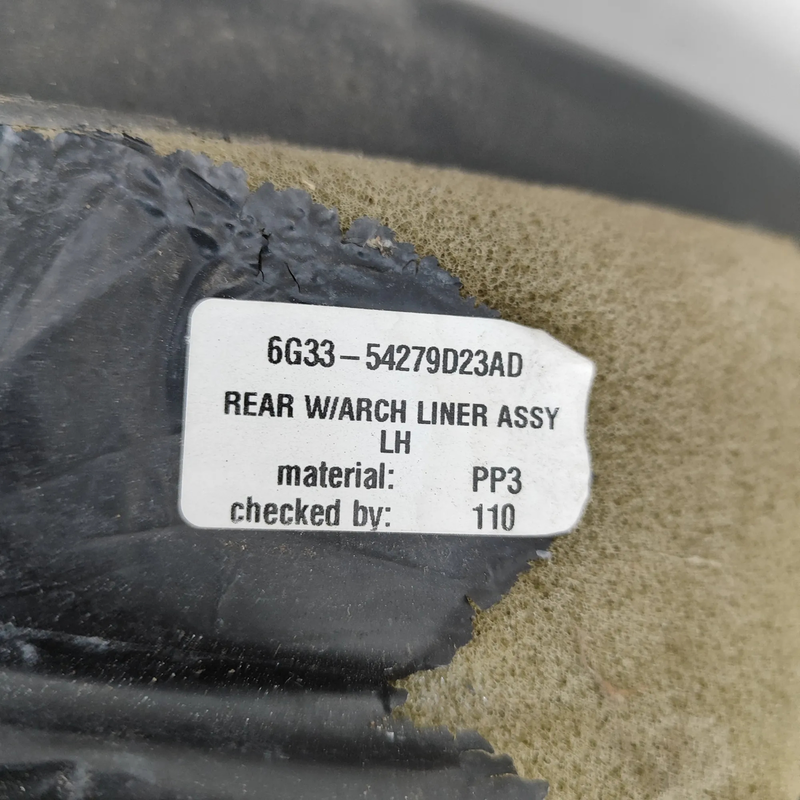 6G33-54279D23AD
REAR W/ARCH LINER ASSY
LH
material: PP3
checked by: 110